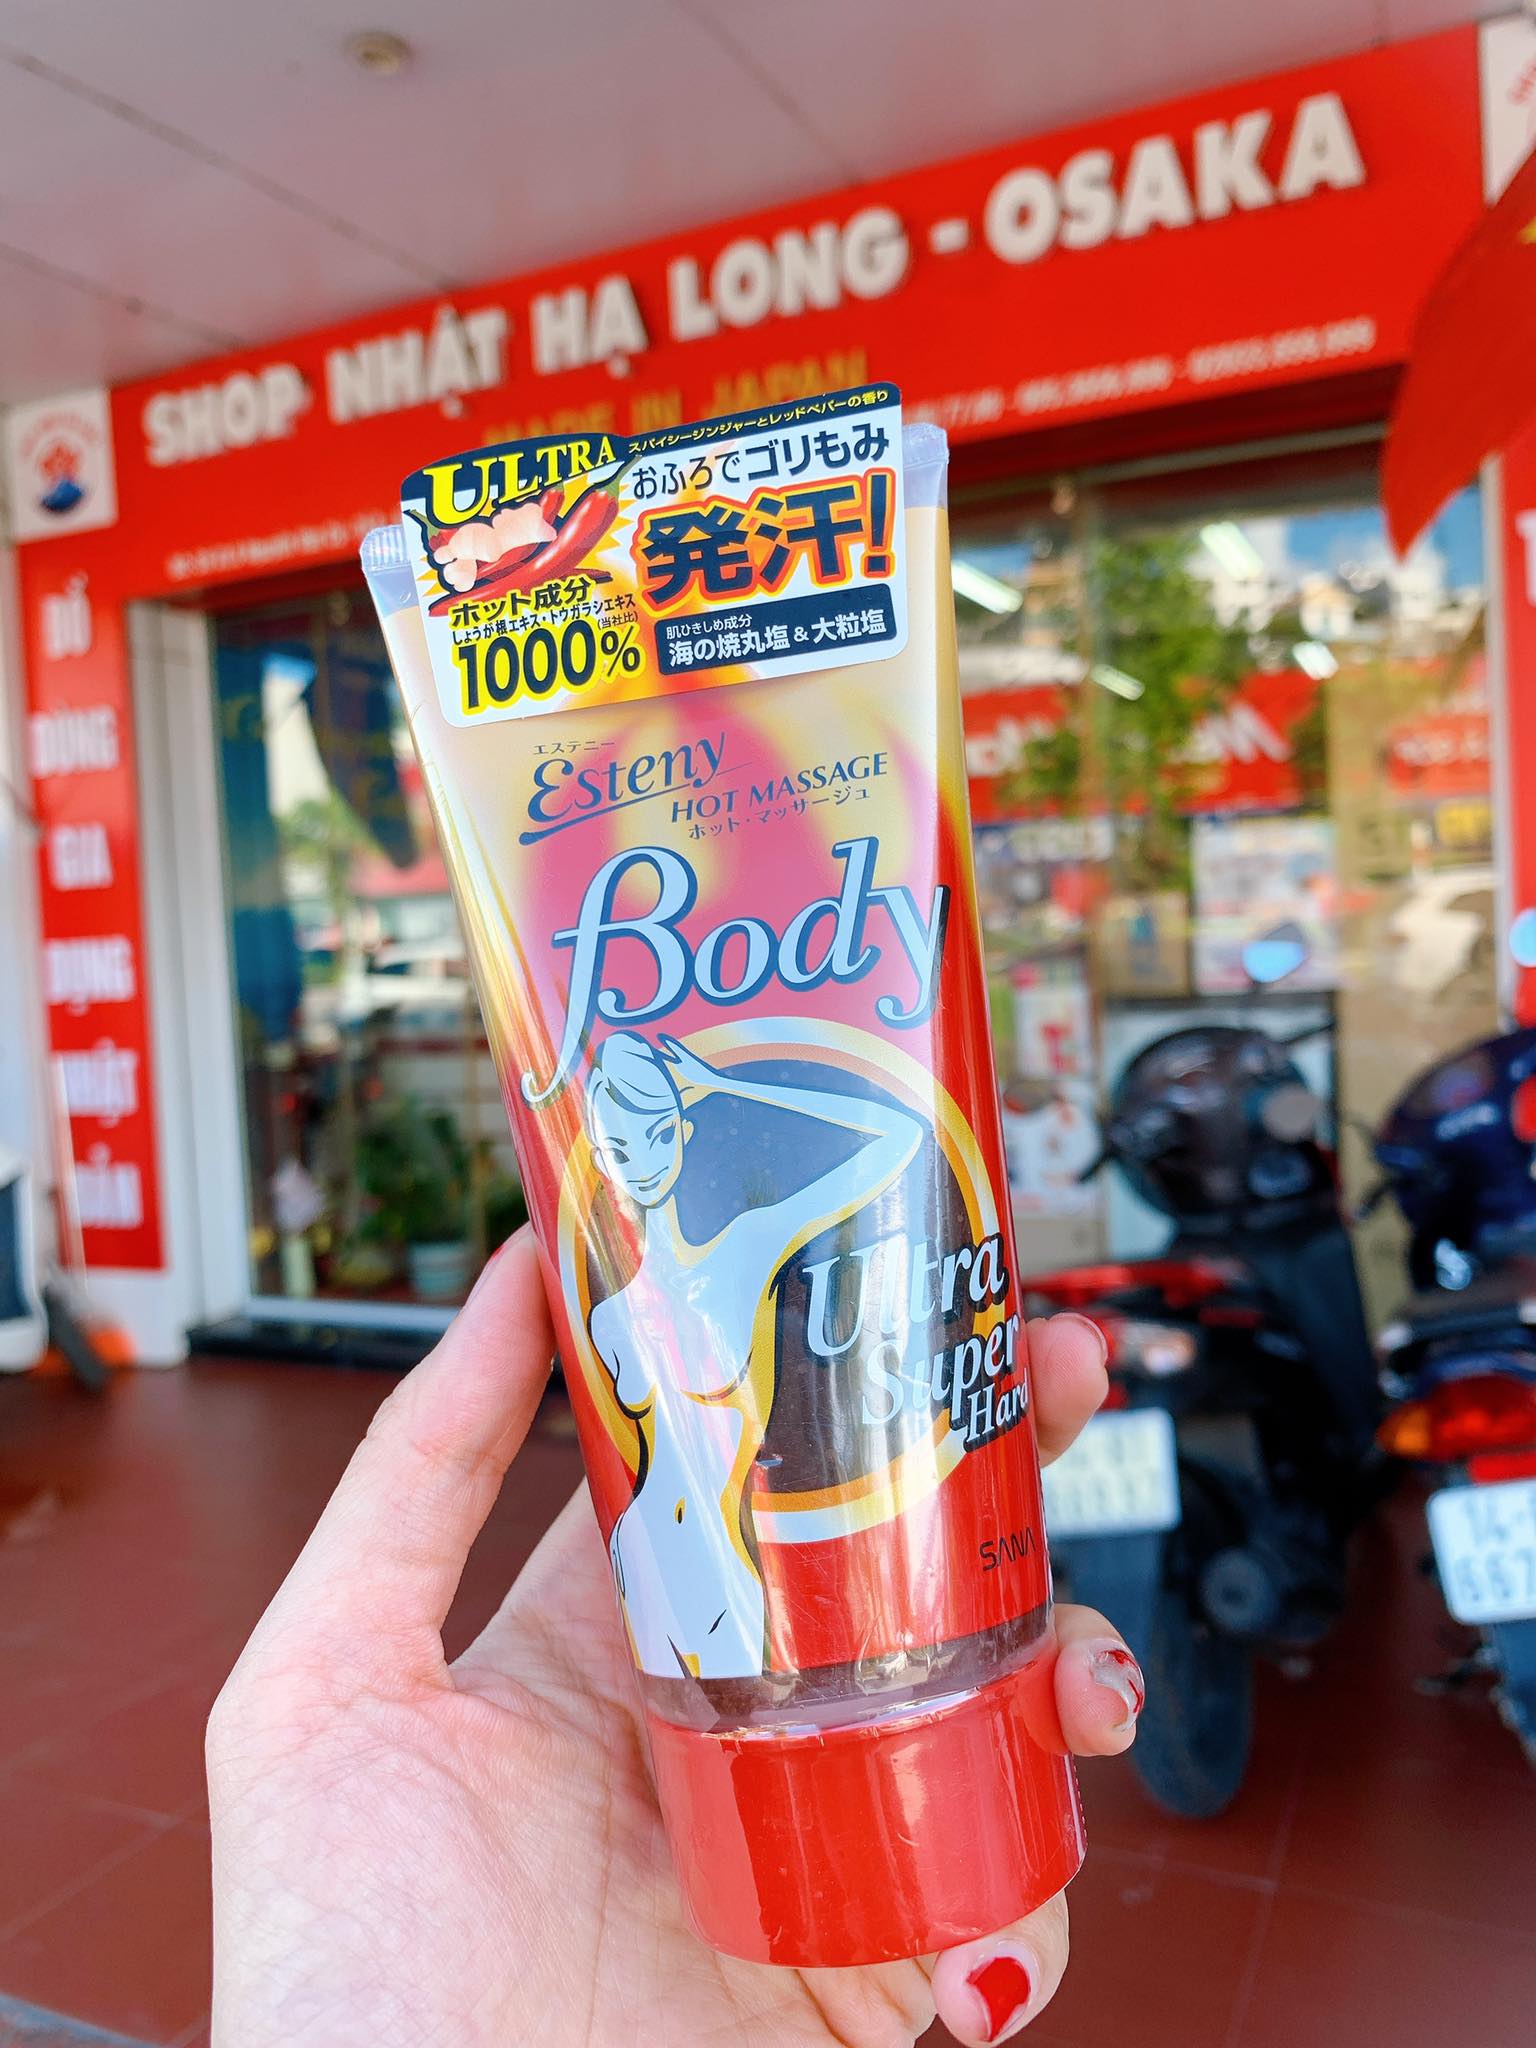 SHOP NHẬT HẠ LONG - OSAKA
MADE IN JAPAN
ĐỒ
DÙNG
GIA
DỤNG
NHẬT
BẢN
ULTRA
スパイシージンジャーとレッドペパーの香り
おふろでゴリもみ
発汗!
ホット成分
しょうが根エキス・トウガラシエキス
(当社比)
1000%
肌ひきしめ成分
海の焼丸塩&大粒塩
エステニー
Esteny
HOT MASSAGE
ホット・マッサージュ
Body
Ultra
Super
Hard
SANA